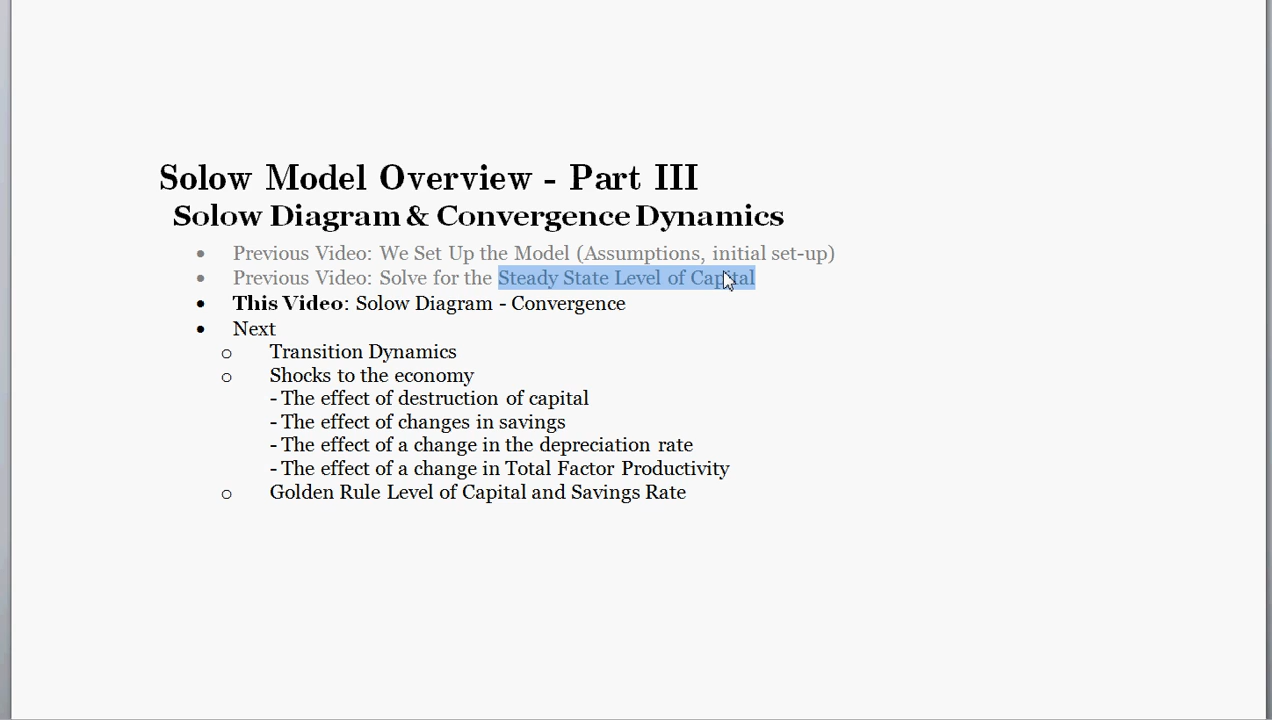 Solow Model Overview - Part III
Solow Diagram & Convergence Dynamics
• Previous Video: We Set Up the Model (Assumptions, initial set-up)
• Previous Video: Solve for the Steady State Level of Capital
• This Video: Solow Diagram - Convergence
• Next
o Transition Dynamics
o Shocks to the economy
- The effect of destruction of capital
- The effect of changes in savings
- The effect of a change in the depreciation rate
- The effect of a change in Total Factor Productivity
o Golden Rule Level of Capital and Savings Rate